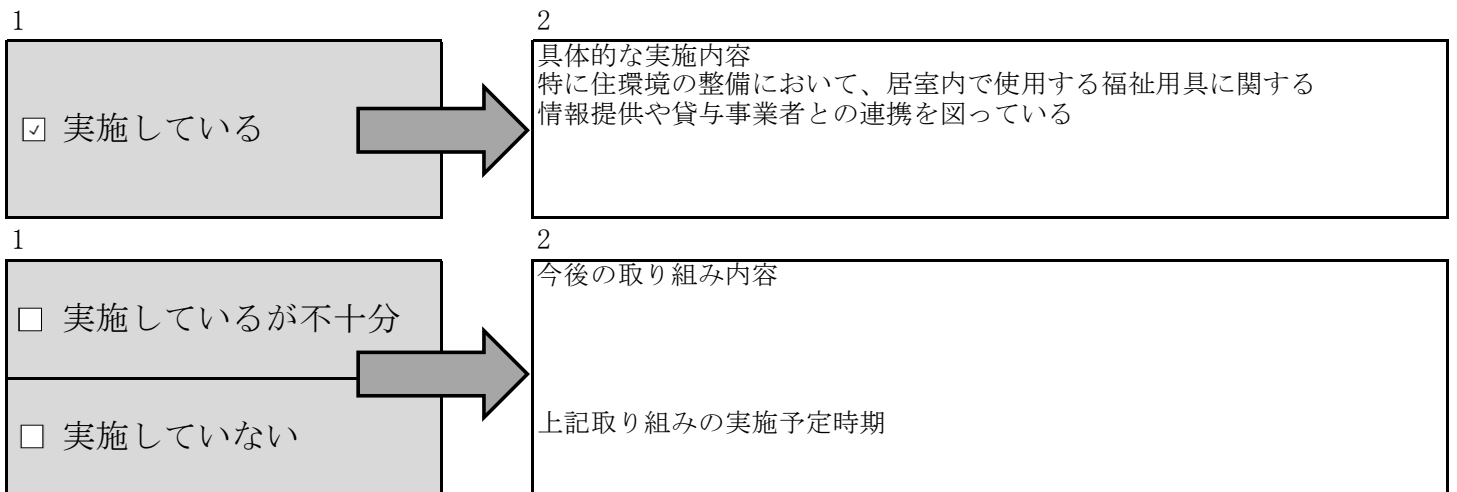 1
2
☑ 実施している
具体的な実施内容
特に住環境の整備において、居室内で使用する福祉用具に関する
情報提供や貸与事業者との連携を図っている
1
2
☐ 実施しているが不十分
☐ 実施していない
今後の取り組み内容
上記取り組みの実施予定時期